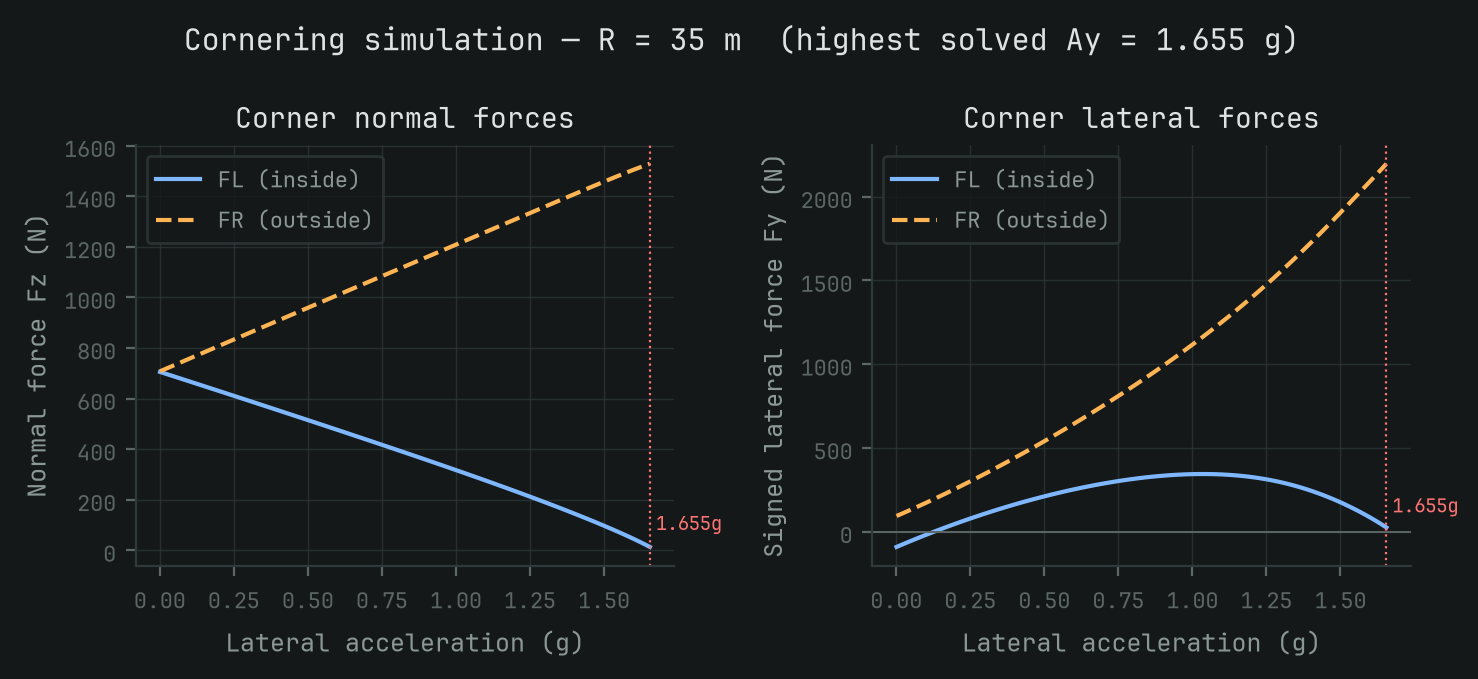 Cornering simulation — R = 35 m  (highest solved Ay = 1.655 g)
Corner normal forces
Normal force Fz (N)
1600
1400
1200
1000
800
600
400
200
0
FL (inside)
FR (outside)
1.655g
0.00 0.25 0.50 0.75 1.00 1.25 1.50
Lateral acceleration (g)
Corner lateral forces
Signed lateral force Fy (N)
2000
1500
1000
500
0
FL (inside)
FR (outside)
1.655g
0.00 0.25 0.50 0.75 1.00 1.25 1.50
Lateral acceleration (g)